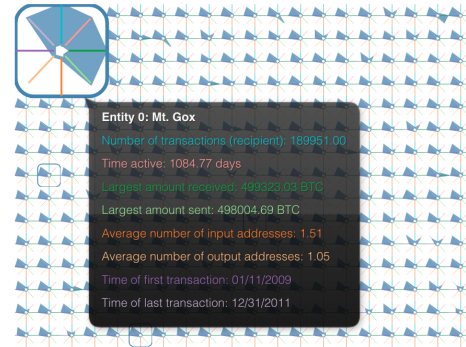 Entity 0: Mt. Gox
Number of transactions (recipient): 189951.00
Time active: 1084.77 days
Largest amount received: 499323.03 BTC
Largest amount sent: 498004.69 BTC
Average number of input addresses: 1.51
Average number of output addresses: 1.05
Time of first transaction: 01/11/2009
Time of last transaction: 12/31/2011